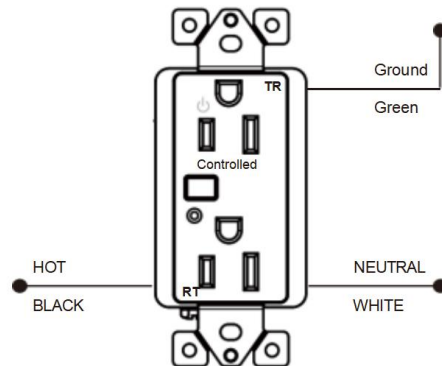 Ground
TR
Green
Controlled
HOT
NEUTRAL
RT
BLACK
WHITE